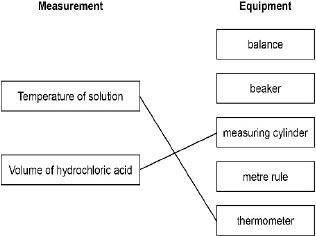 Measurement
Equipment
balance
beaker
Temperature of solution
measuring cylinder
Volume of hydrochloric acid
metre rule
thermometer